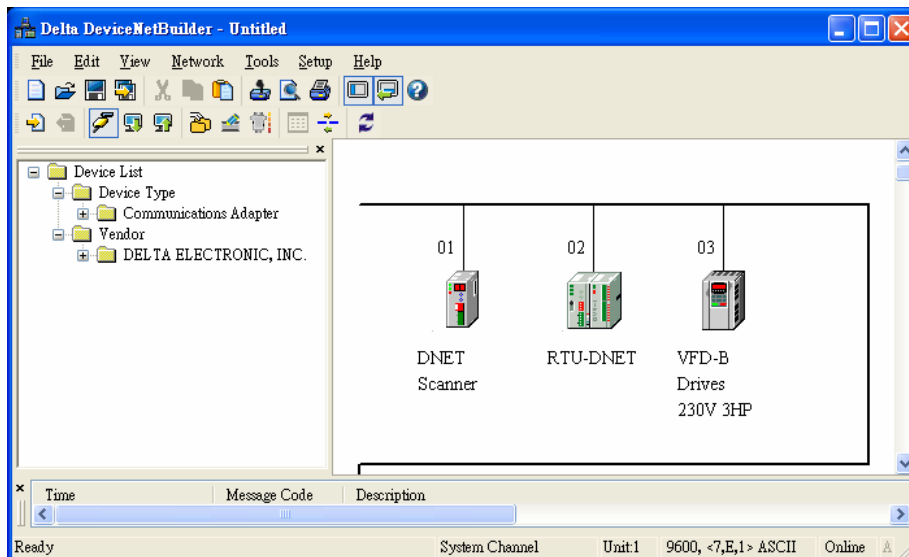 Delta DeviceNetBuilder - Untitled
File Edit View Network Tools Setup Help
Device List
Device Type
Communications Adapter
Vendor
DELTA ELECTRONIC, INC.
01 02 03
DNET Scanner
RTU-DNET
VFD-B Drives 230V 3HP
Time Message Code Description
Ready System Channel Unit:1 9600, <7,E,1> ASCII Online A